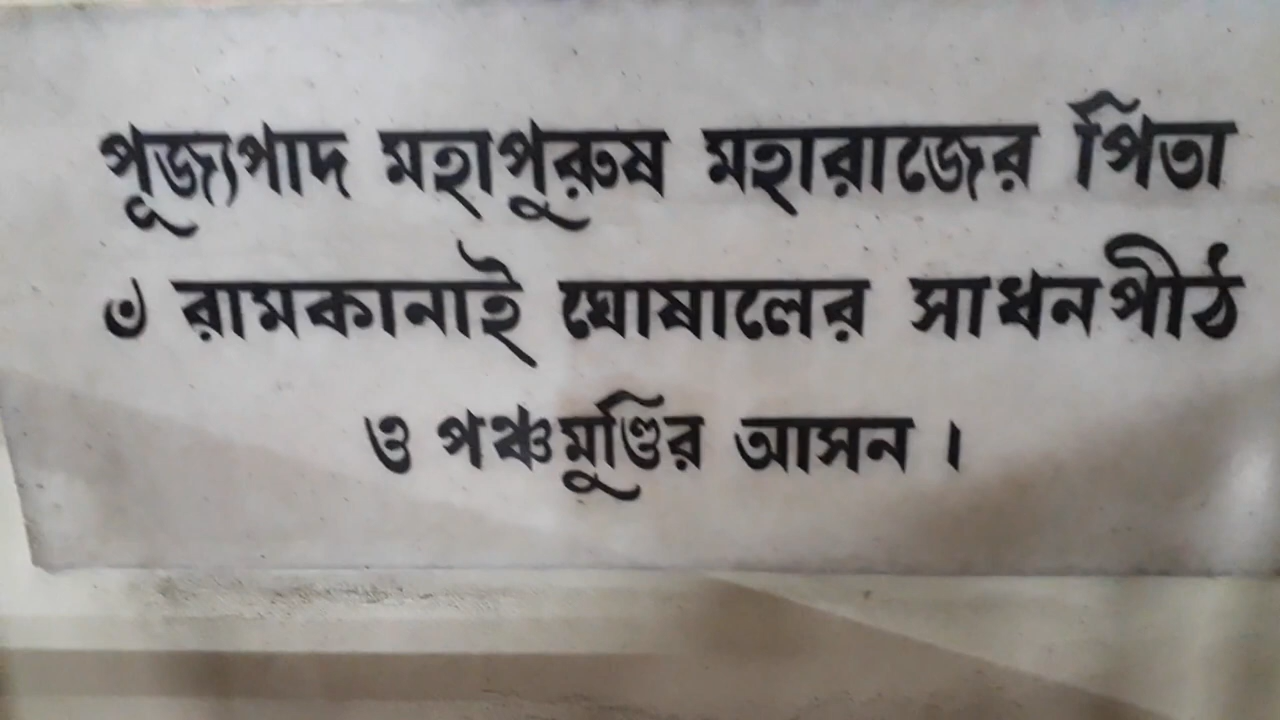 পূজ্যপাদ মহাপুরুষ মহারাজের পিতা
৺ রামকানাই ঘোষালের সাধনপীঠ
ও পঞ্চমূণ্ডির আসন ।